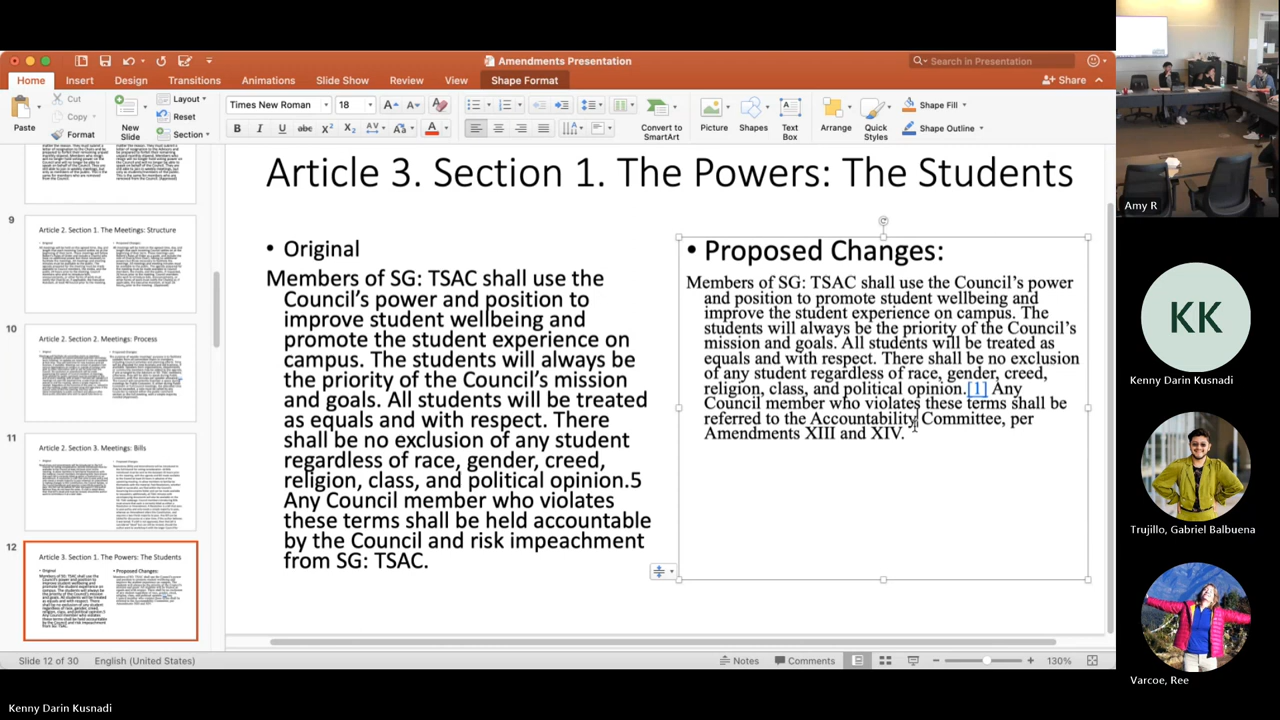 Amendments Presentation
Search in Presentation
Home Insert Design Transitions Animations Slide Show Review View Shape Format
Share
Paste
Cut
Copy
Format
New Slide
Layout
Reset
Section
Times New Roman 18
Convert to SmartArt
Picture Shapes Text Box Arrange Quick Styles
Shape Fill
Shape Outline
9
Article 2. Section 1. The Meetings: Structure
10
Article 2. Section 2. Meetings: Process
11
Article 2. Section 3. Meetings: Bills
12
Article 3. Section 1. The Powers: The Students
Article 3. Section 1. The Powers: The Students
• Original
Members of SG: TSAC shall use the
Council’s power and position to
improve student wellbeing and
promote the student experience on
campus. The students will always be
the priority of the Council’s mission
and goals. All students will be treated
as equals and with respect. There
shall be no exclusion of any student
regardless of race, gender, creed,
religion, class, and political opinion.5
Any Council member who violates
these terms shall be held accountable
by the Council and risk impeachment
from SG: TSAC.
• Proposed Changes:
Members of SG: TSAC shall use the Council’s power
and position to promote student wellbeing and
improve the student experience on campus. The
students will always be the priority of the Council’s
mission and goals. All students will be treated as
equals and with respect. There shall be no exclusion
of any student regardless of race, gender, creed,
religion, class, and political opinion.[1] Any
Council member who violates these terms shall be
referred to the Accountability Committee, per
Amendments XIII and XIV.
Slide 12 of 30 English (United States)
Notes Comments 130%
Kenny Darin Kusnadi
Amy R
KK
Kenny Darin Kusnadi
Trujillo, Gabriel Balbuena
Varcoe, Ree